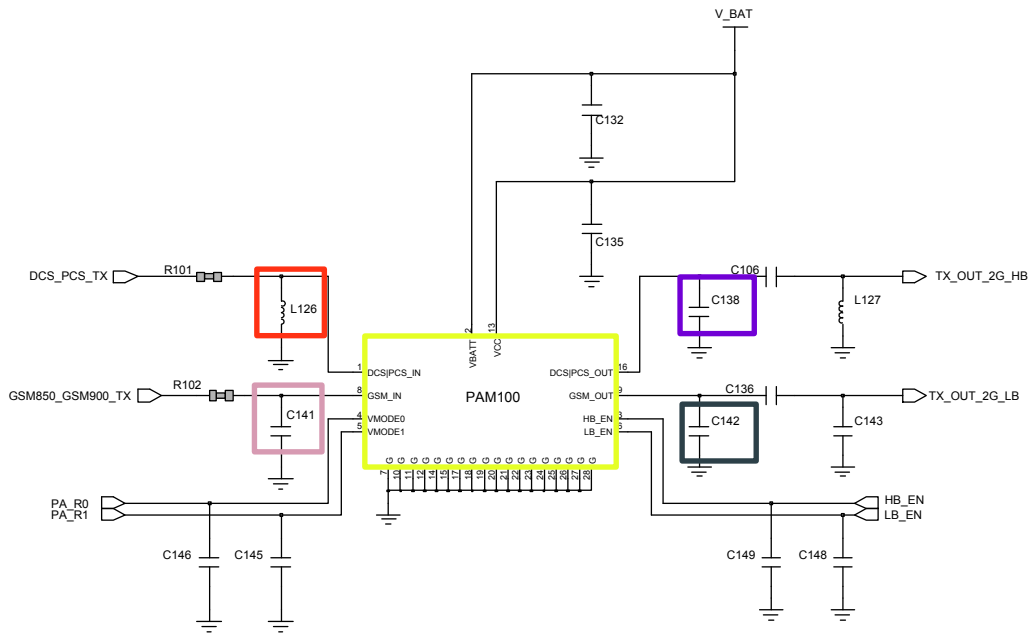 V_BAT
C132
C135
DCS_PCS_TX
R101
L126
C106
TX_OUT_2G_HB
C138
L127
2
13
VBATT
VCC
1
DCS|PCS_IN
DCS|PCS_OUT
16
GSM850_GSM900_TX
R102
8
GSM_IN
PAM100
GSM_OUT
9
C136
TX_OUT_2G_LB
C141
4
VMODE0
HB_EN
3
C142
C143
5
VMODE1
LB_EN
6
G G G G G G G G G G G G G G G G G G
7 10 11 12 14 15 17 18 19 20 21 22 23 24 25 26 27 28
PA_R0
HB_EN
PA_R1
LB_EN
C146
C145
C149
C148